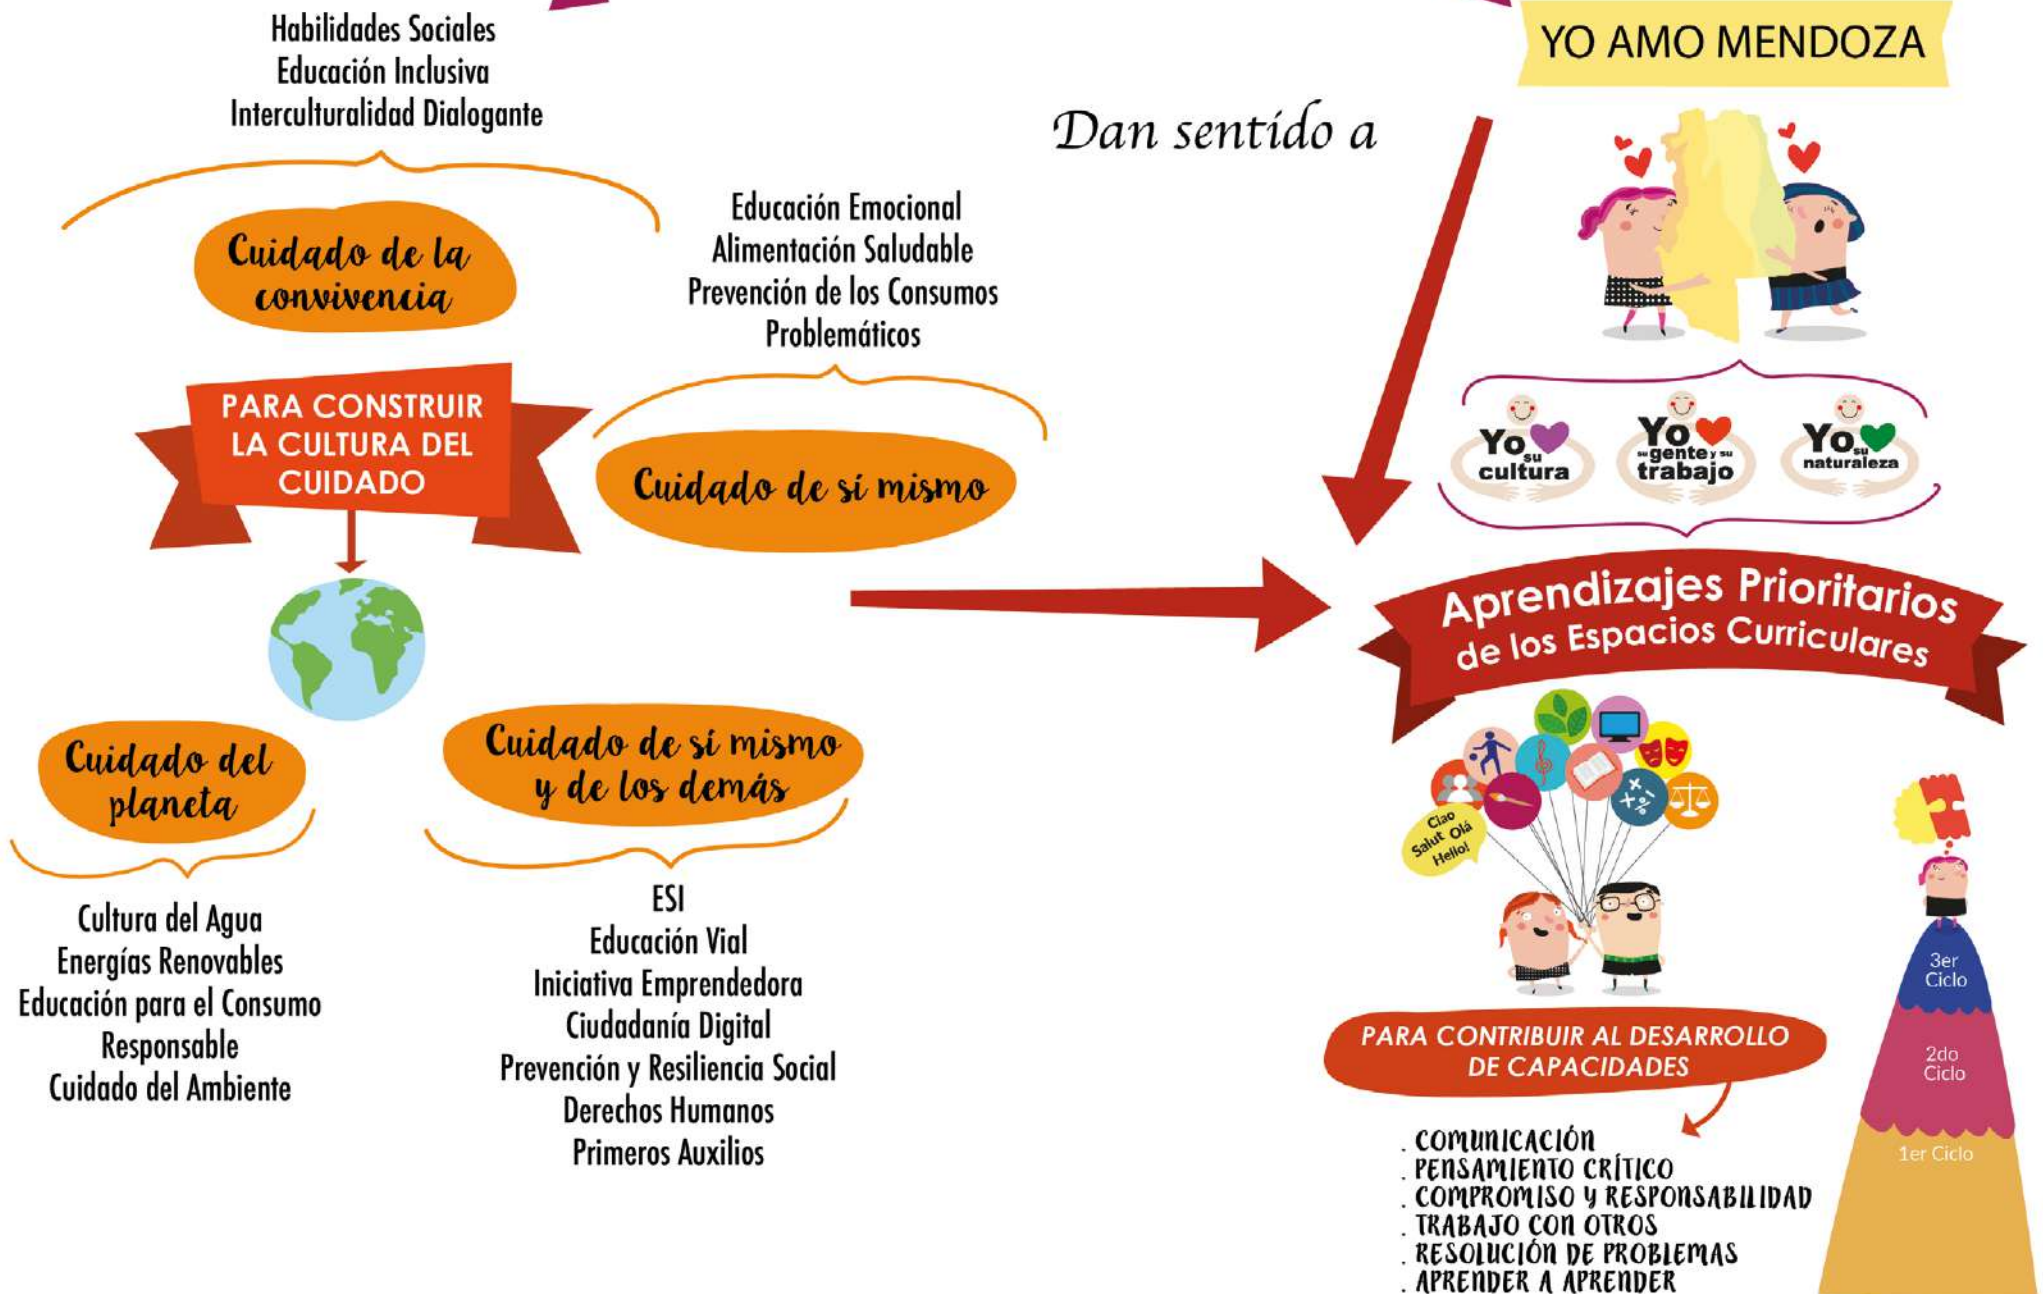 Habilidades Sociales
Educación Inclusiva
Interculturalidad Dialogante
Cuidado de la
convivencia
Educación Emocional
Alimentación Saludable
Prevención de los Consumos
Problemáticos
Cuidado de sí mismo
PARA CONSTRUIR
LA CULTURA DEL
CUIDADO
Cuidado del
planeta
Cultura del Agua
Energías Renovables
Educación para el Consumo
Responsable
Cuidado del Ambiente
Cuidado de sí mismo
y de los demás
ESI
Educación Vial
Iniciativa Emprendedora
Ciudadanía Digital
Prevención y Resiliencia Social
Derechos Humanos
Primeros Auxilios
Dan sentído a
YO AMO MENDOZA
Yo
su
cultura
Yo
su gente y su
trabajo
Yo
su
naturaleza
Aprendizajes Prioritarios
de los Espacios Curriculares
Ciao
Salut Olá
Hello!
3er
Ciclo
2do
Ciclo
1er Ciclo
PARA CONTRIBUIR AL DESARROLLO
DE CAPACIDADES
. COMUNICACIÓN
. PENSAMIENTO CRÍTICO
. COMPROMISO Y RESPONSABILIDAD
. TRABAJO CON OTROS
. RESOLUCIÓN DE PROBLEMAS
. APRENDER A APRENDER